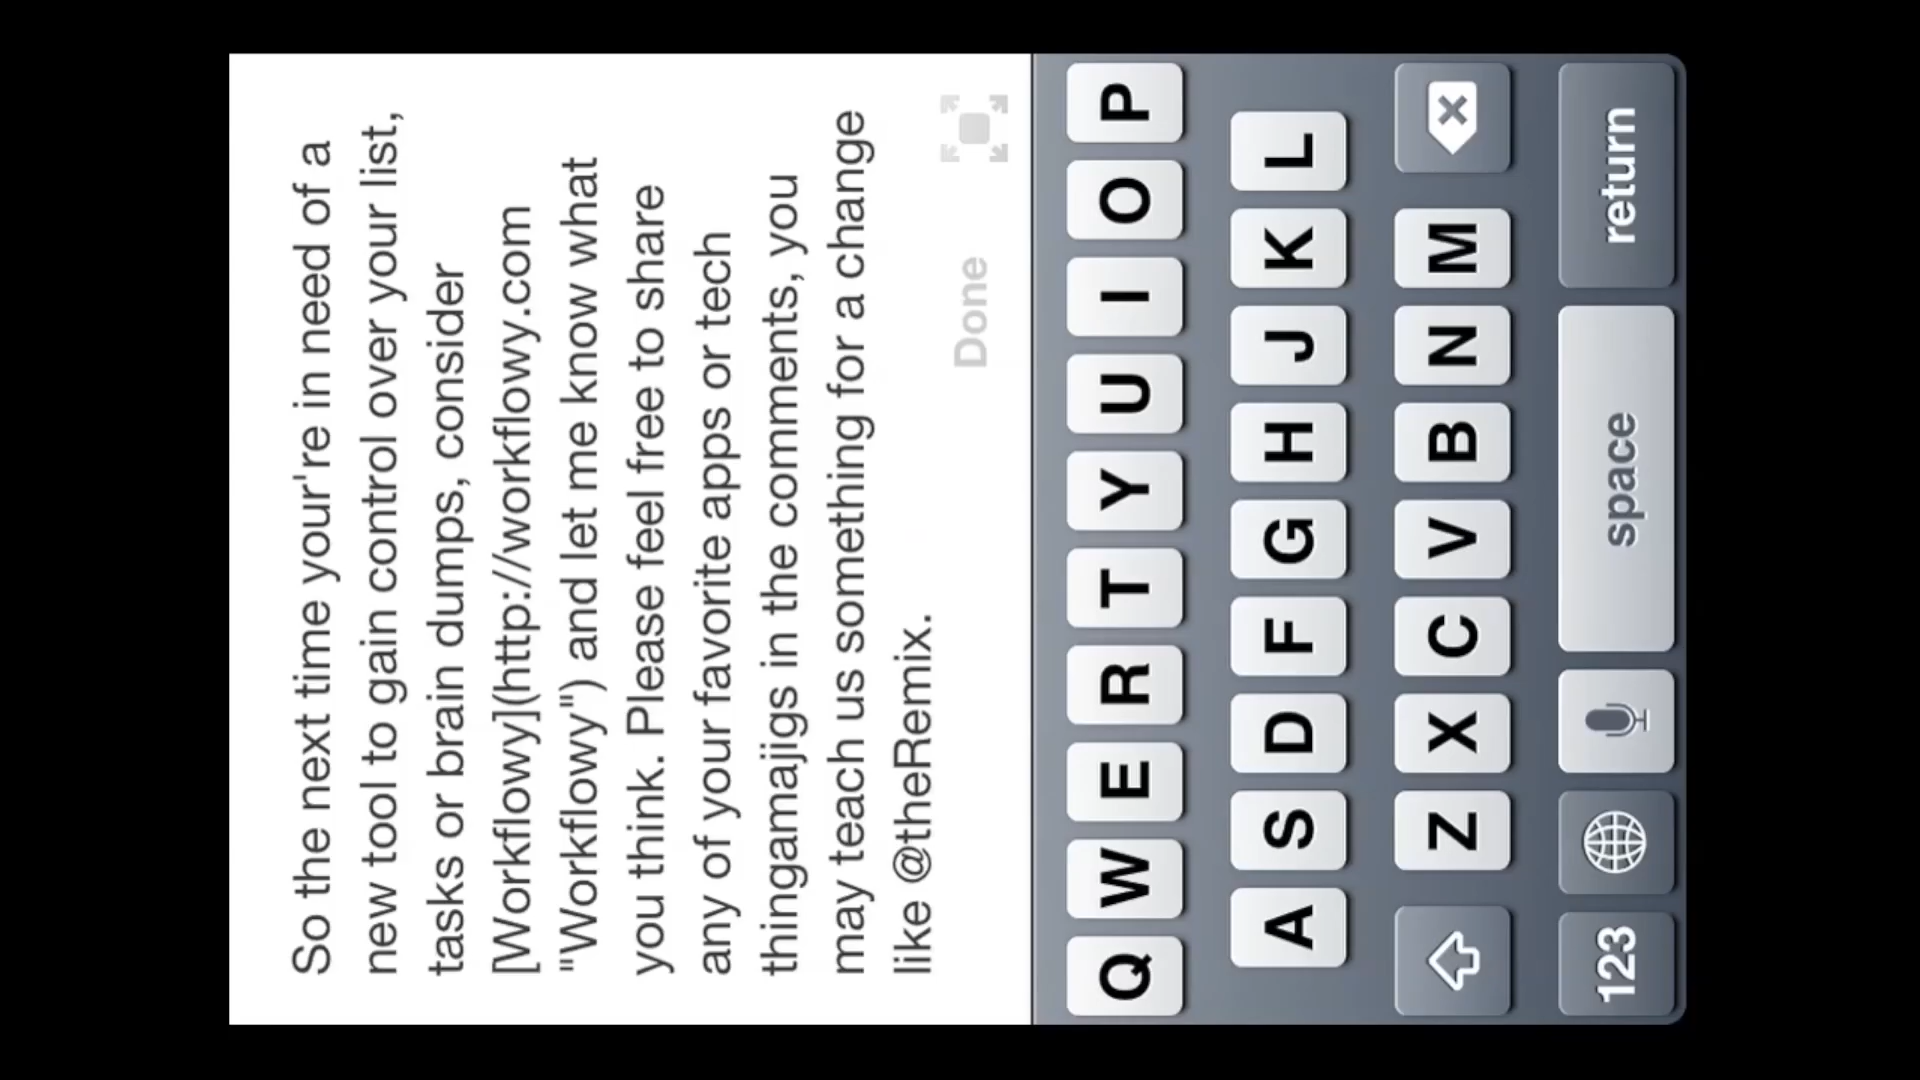 So the next time your're in need of a
new tool to gain control over your list,
tasks or brain dumps, consider
[Workflowy](http://workflowy.com
"Workflowy") and let me know what
you think. Please feel free to share
any of your favorite apps or tech
thingamajigs in the comments, you
may teach us something for a change
like @theRemix.
Done
Q W E R T Y U I O P
A S D F G H J K L
Z X C V B N M
123 space return